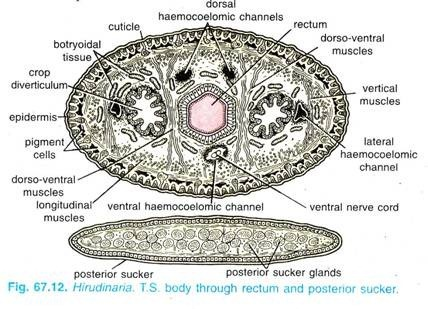 dorsal
haemocoelomic channels
cuticle
rectum
botryoidal
tissue
dorso-ventral
muscles
crop
diverticulum
vertical
muscles
epidermis
pigment
cells
lateral
haemocoelomic
channel
dorso-ventral
muscles
longitudinal
muscles
ventral haemocoelomic channel
ventral nerve cord
posterior sucker
posterior sucker glands
Fig. 67.12. Hirudinaria. T.S. body through rectum and posterior sucker.